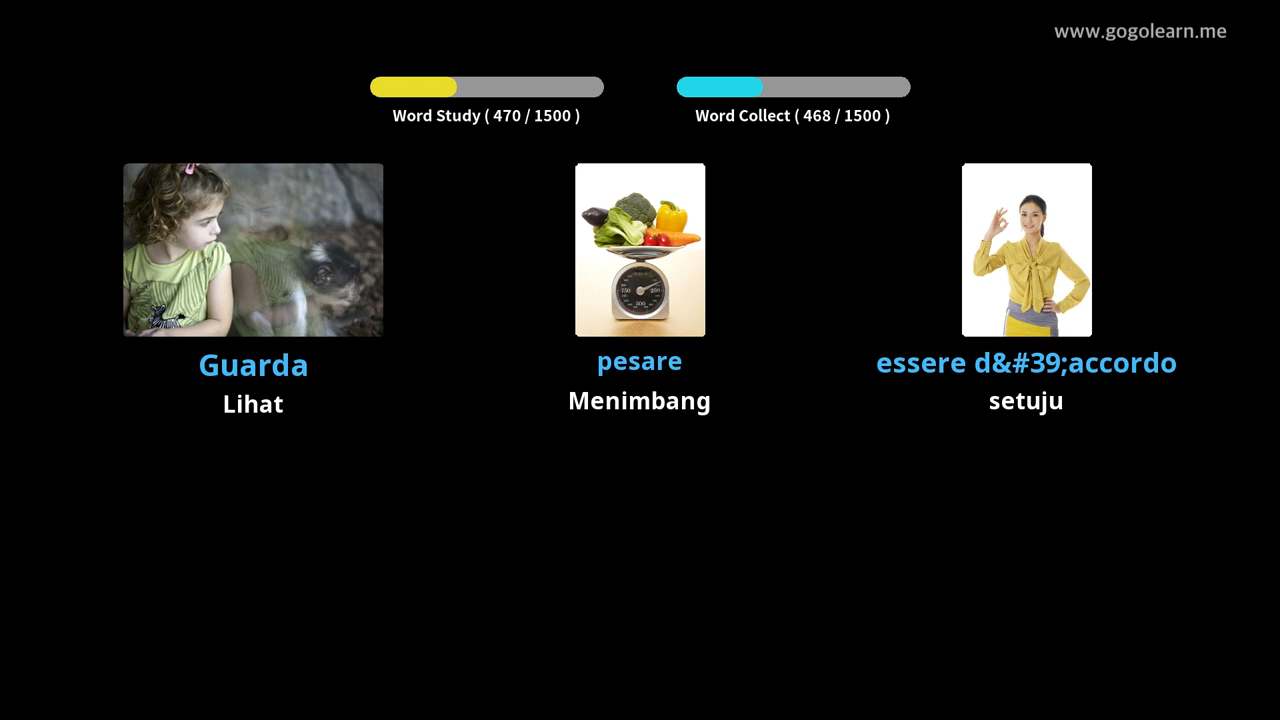 www.gogolearn.me
Word Study ( 470 / 1500 )
Word Collect ( 468 / 1500 )
Guarda
pesare
essere d&#39;accordo
Lihat
Menimbang
setuju